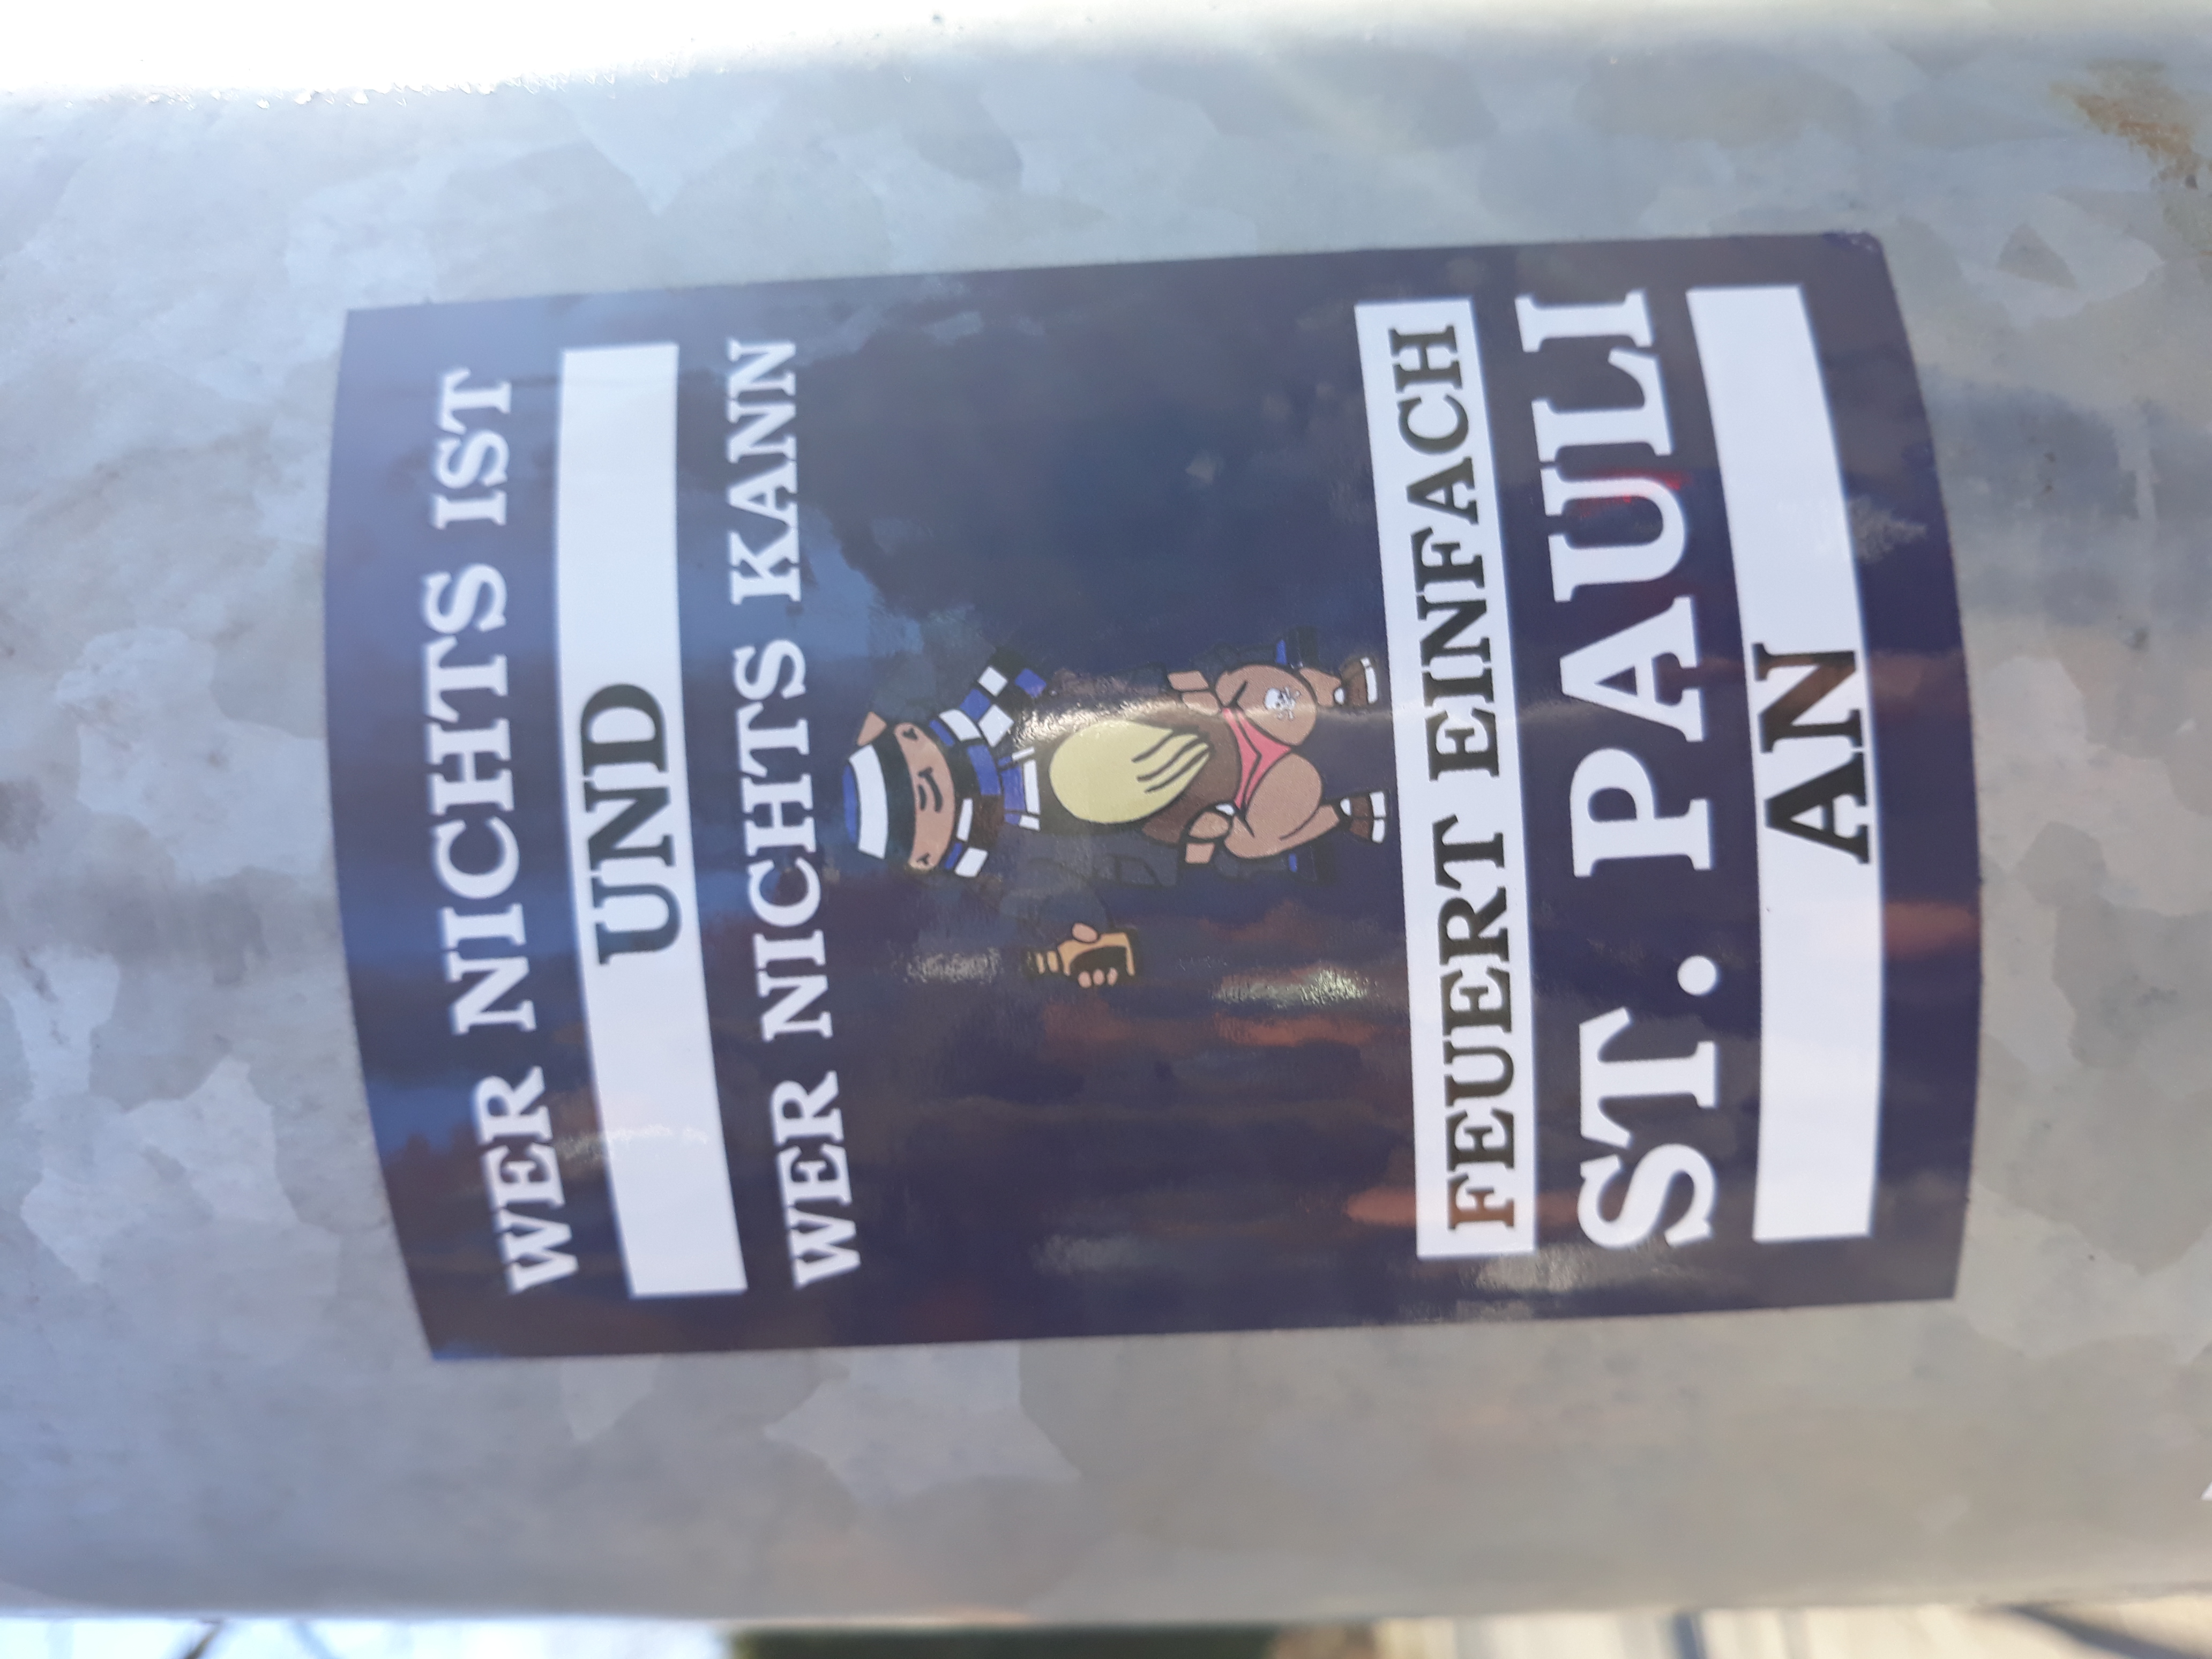 WER NICHTS IST
UND
WER NICHTS KANN
FEUERT EINFACH
ST. PAULI
AN